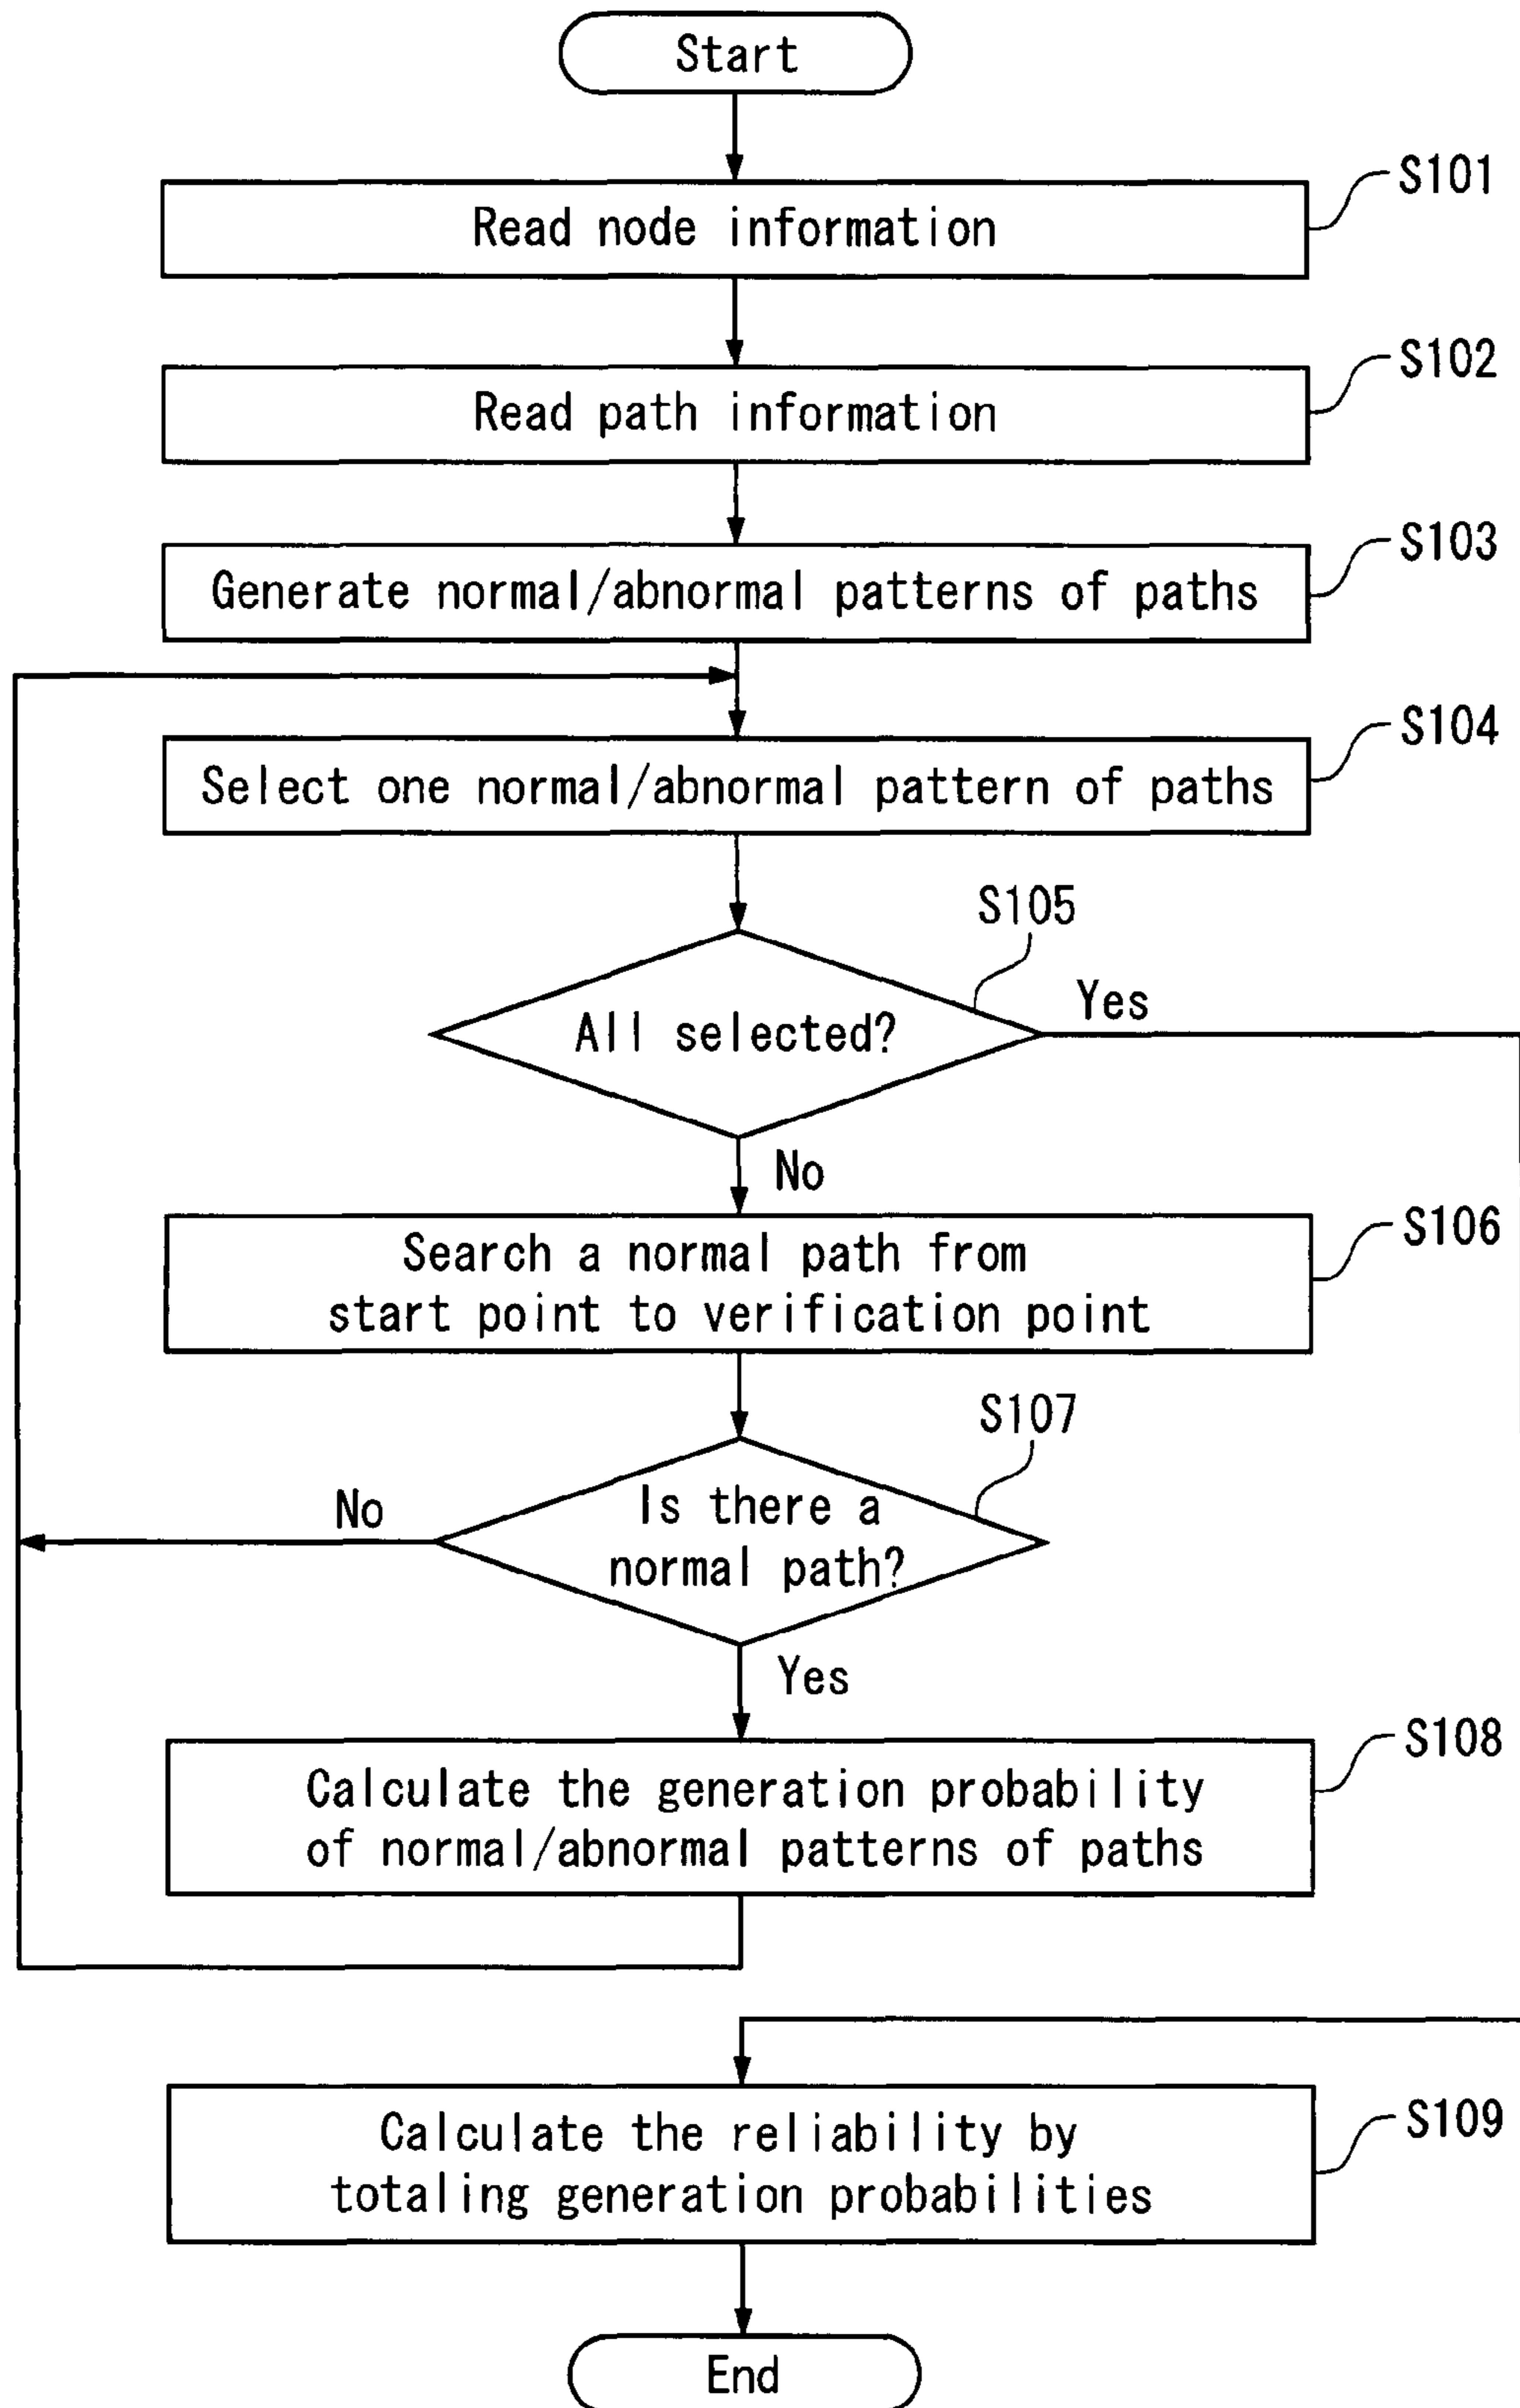 Start
S101
Read node information
S102
Read path information
S103
Generate normal/abnormal patterns of paths
S104
Select one normal/abnormal pattern of paths
S105
All selected?
Yes
No
S106
Search a normal path from
start point to verification point
S107
Is there a
normal path?
No
Yes
S108
Calculate the generation probability
of normal/abnormal patterns of paths
S109
Calculate the reliability by
totaling generation probabilities
End